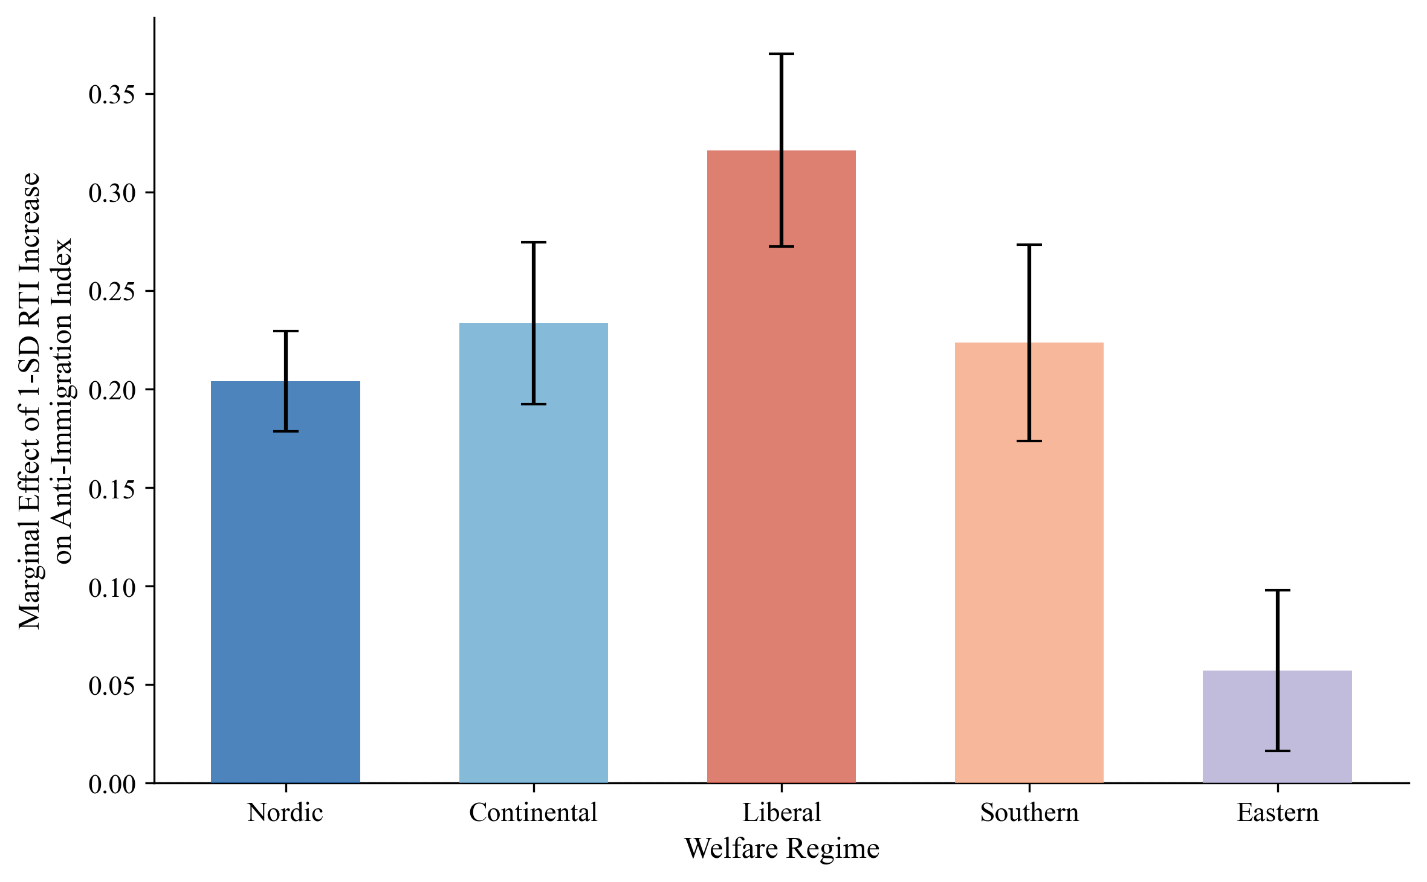 Marginal Effect of 1-SD RTI Increase
on Anti-Immigration Index
0.35
0.30
0.25
0.20
0.15
0.10
0.05
0.00
Nordic
Continental
Liberal
Southern
Eastern
Welfare Regime